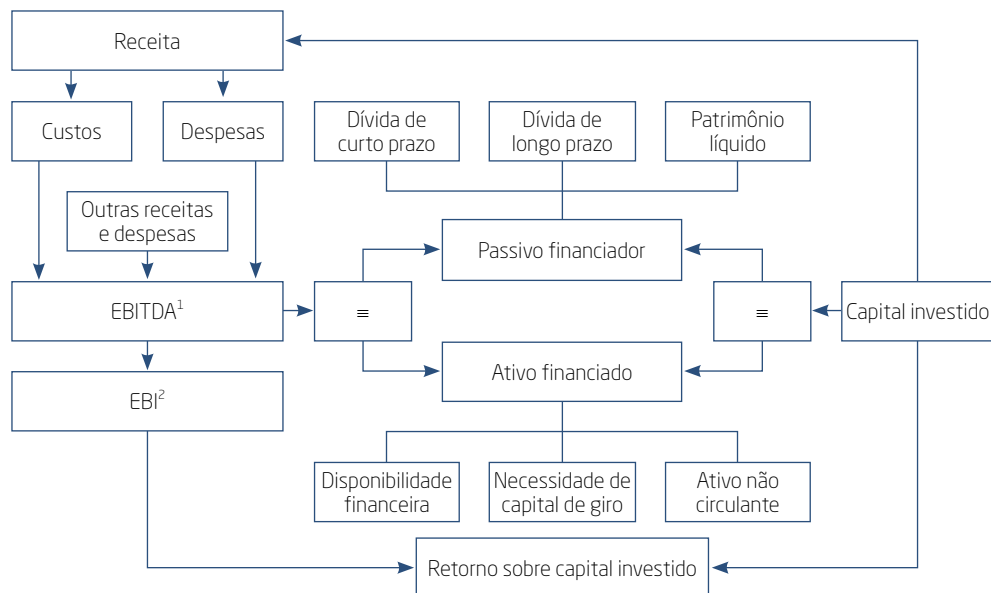 Receita
Custos
Despesas
Dívida de
curto prazo
Dívida de
longo prazo
Patrimônio
líquido
Outras receitas
e despesas
Passivo financiador
EBITDA¹
≡
≡
Capital investido
Ativo financiado
EBI²
Disponibilidade
financeira
Necessidade de
capital de giro
Ativo não
circulante
Retorno sobre capital investido